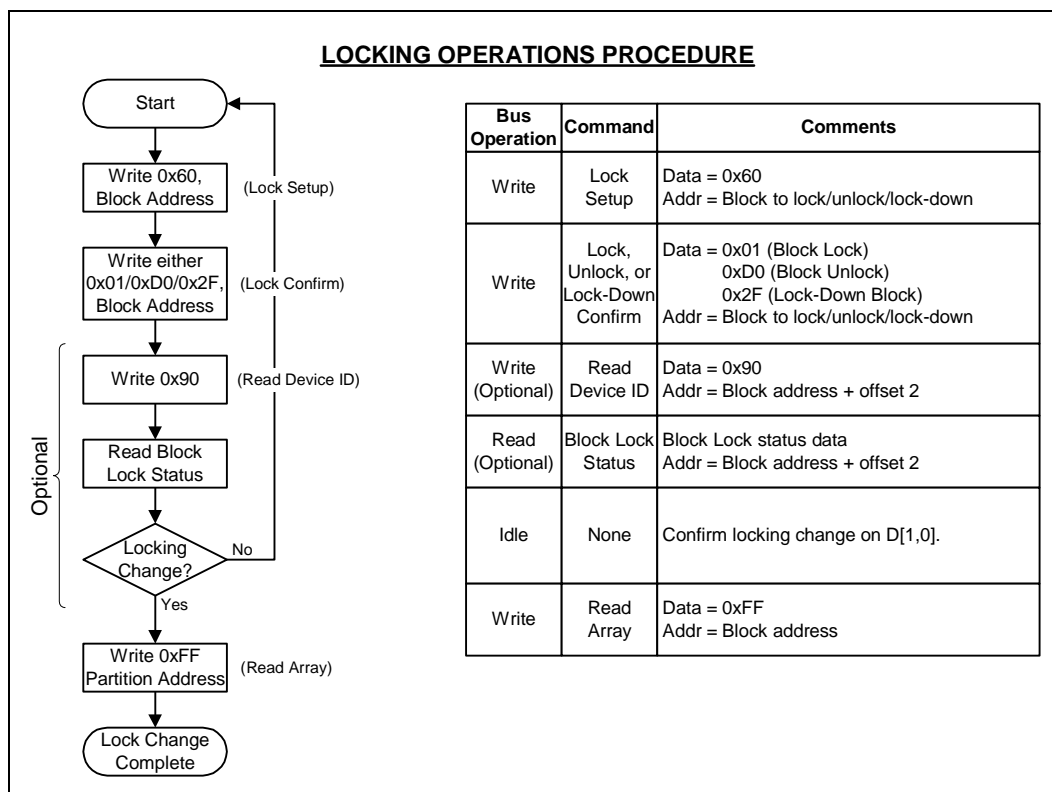 LOCKING OPERATIONS PROCEDURE
Start
Write 0x60,
Block Address
(Lock Setup)
Write either
0x01/0xD0/0x2F,
Block Address
(Lock Confirm)
Optional
Write 0x90
(Read Device ID)
Read Block
Lock Status
Locking
Change?
No
Yes
Write 0xFF
Partition Address
(Read Array)
Lock Change
Complete
Bus
Operation
Command
Comments
Write
Lock
Setup
Data = 0x60
Addr = Block to lock/unlock/lock-down
Write
Lock,
Unlock, or
Lock-Down
Confirm
Data = 0x01 (Block Lock)
0xD0 (Block Unlock)
0x2F (Lock-Down Block)
Addr = Block to lock/unlock/lock-down
Write
(Optional)
Read
Device ID
Data = 0x90
Addr = Block address + offset 2
Read
(Optional)
Block Lock
Status
Block Lock status data
Addr = Block address + offset 2
Idle
None
Confirm locking change on D[1,0].
Write
Read
Array
Data = 0xFF
Addr = Block address